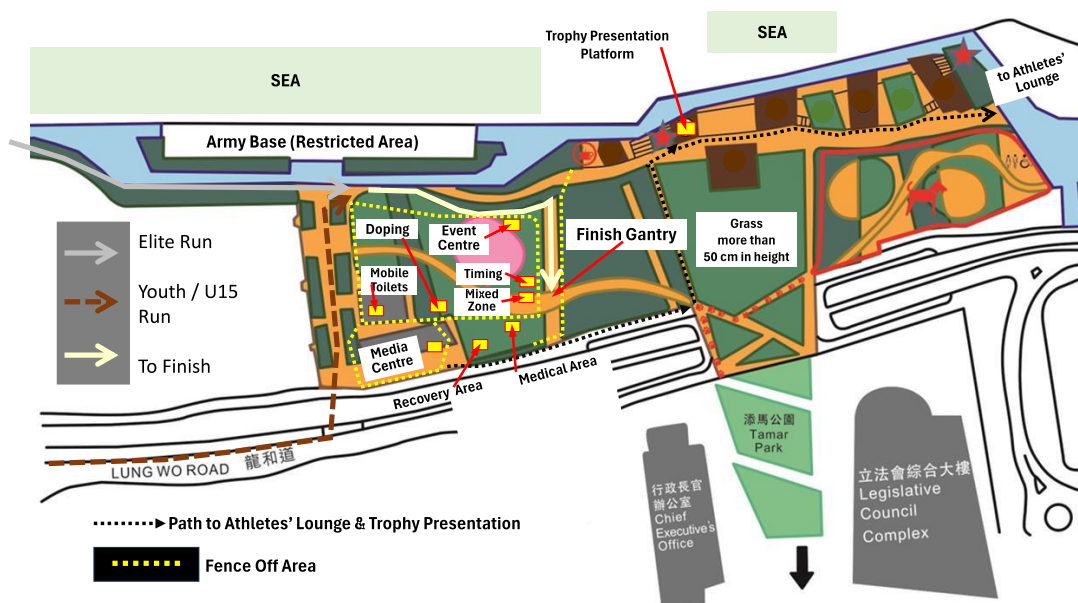 SEA
Trophy Presentation
Platform
SEA
to Athletes'
Lounge
Army Base (Restricted Area)
Elite Run
Youth / U15
Run
To Finish
Doping
Event
Centre
Finish Gantry
Grass
more than
50 cm in height
Mobile
Toilets
Timing
Mixed
Zone
Media
Centre
Recovery Area
Medical Area
LUNG WO ROAD 龍和道
添馬公園
Tamar
Park
行政長官
辦公室
Chief
Executive's
Office
立法會綜合大樓
Legislative
Council
Complex
Path to Athletes' Lounge & Trophy Presentation
Fence Off Area